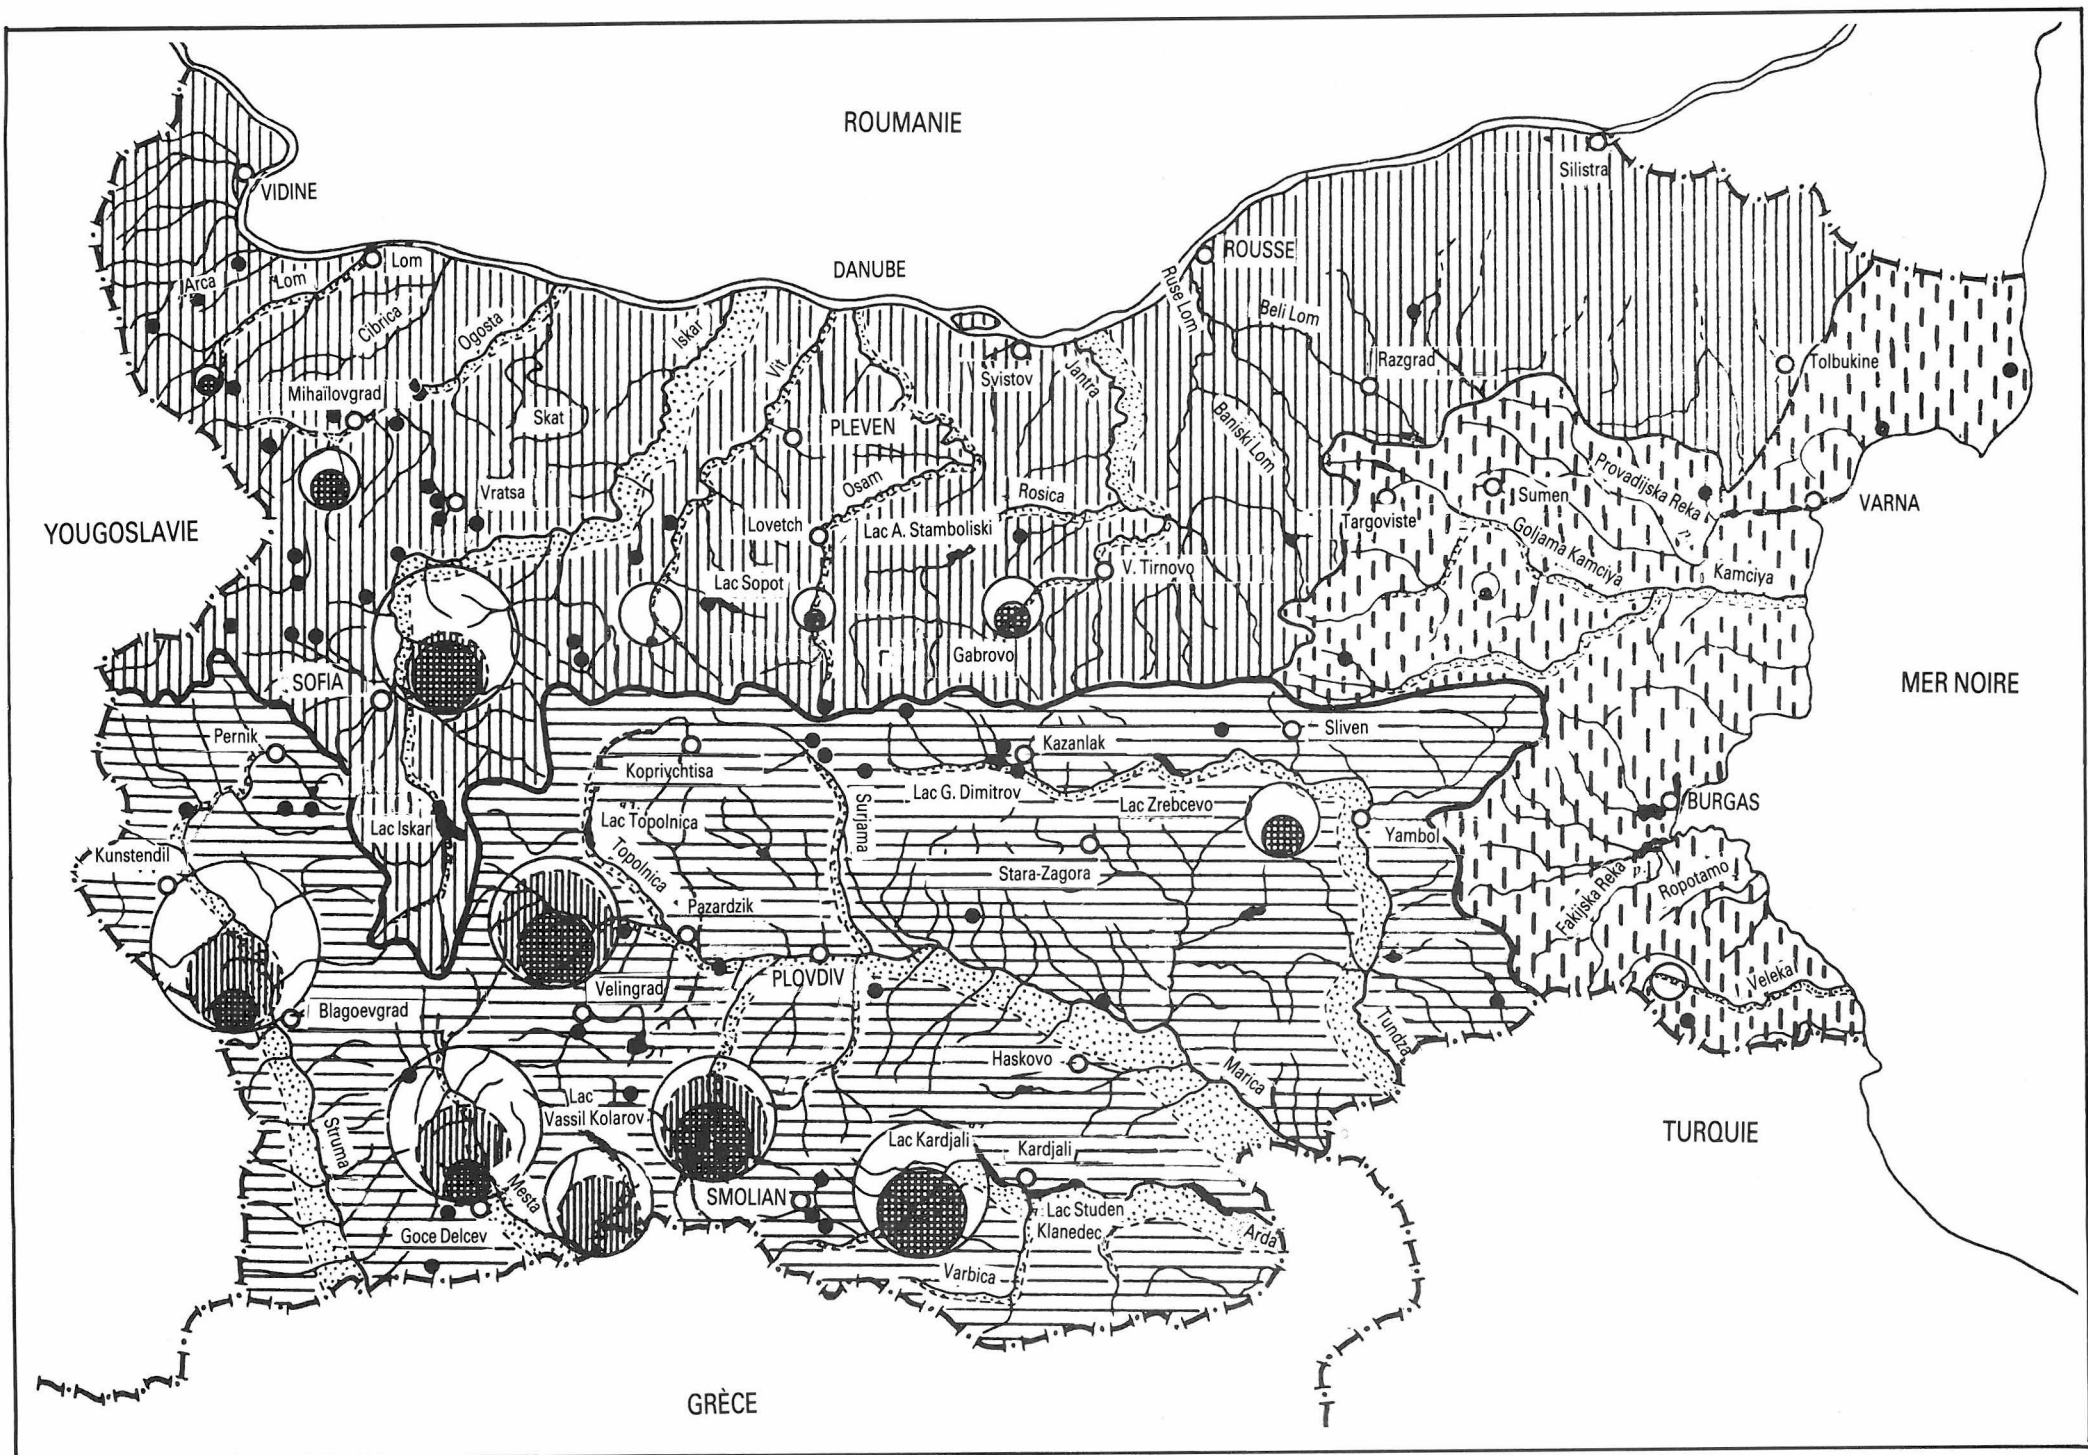 ROUMANIE
Silistra
VIDINE
ROUSSE
Lom
DANUBE
Arca
Lom
Ruse Lom
Cibrica
Ogosta
Iskar
Beli Lom
Vit
Razgrad
Tolbukine
Svistov
Jantra
Mihaïlovgrad
Skat
PLEVEN
Baniski Lom
Provadijska Reka
Osam
Vratsa
Rosica
Sumen
VARNA
Targoviste
YOUGOSLAVIE
Lovetch
Lac A. Stamboliski
Goljama Kamciya
V. Tirnovo
Kamciya
Lac Sopot
Gabrovo
SOFIA
MER NOIRE
Pernik
Sliven
Kazanlak
Koprivchtisa
Lac G. Dimitrov
Lac Zrebcevo
BURGAS
Lac Topolnica
Lac Iskar
Surjama
Yambol
Kunstendil
Topolnica
Stara-Zagora
Fakijska Reka
Ropotamo
Pazardzik
PLOVDIV
Velingrad
Veleka
Blagoevgrad
Tundza
Haskovo
Marica
Lac
Vassil Kolarov
Struma
TURQUIE
Lac Kardjali
Kardjali
Mesta
SMOLIAN
Lac Studen
Klanedec
Goce Delcev
Arda
Varbica
GRÈCE